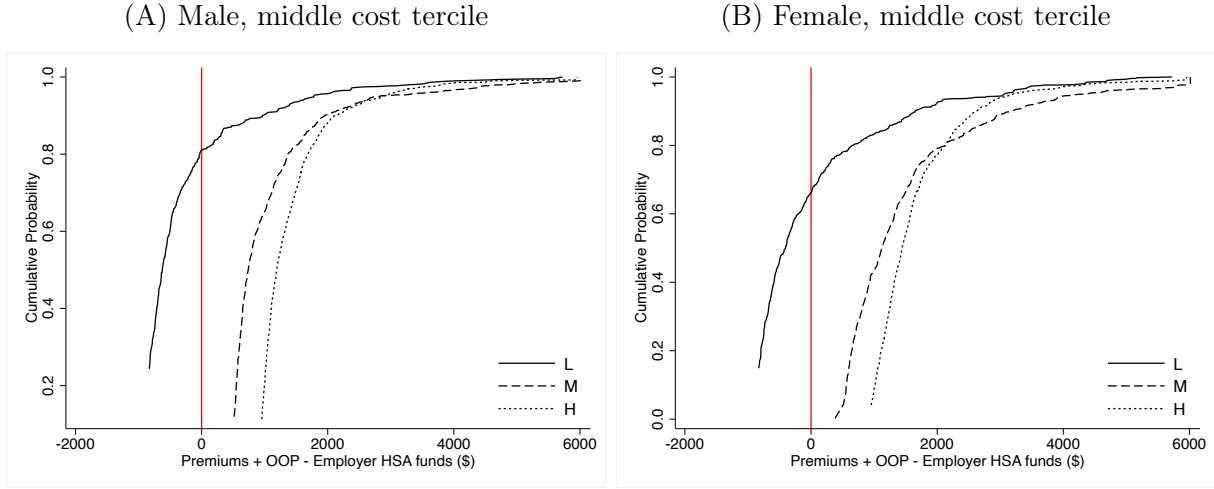 (A) Male, middle cost tercile
1.0
0.8
0.6
0.4
0.2
Cumulative Probability
L
M
H
-2000 0 2000 4000 6000
Premiums + OOP - Employer HSA funds ($)
(B) Female, middle cost tercile
1.0
0.8
0.6
0.4
0.2
0.0
Cumulative Probability
L
M
H
-2000 0 2000 4000 6000
Premiums + OOP - Employer HSA funds ($)